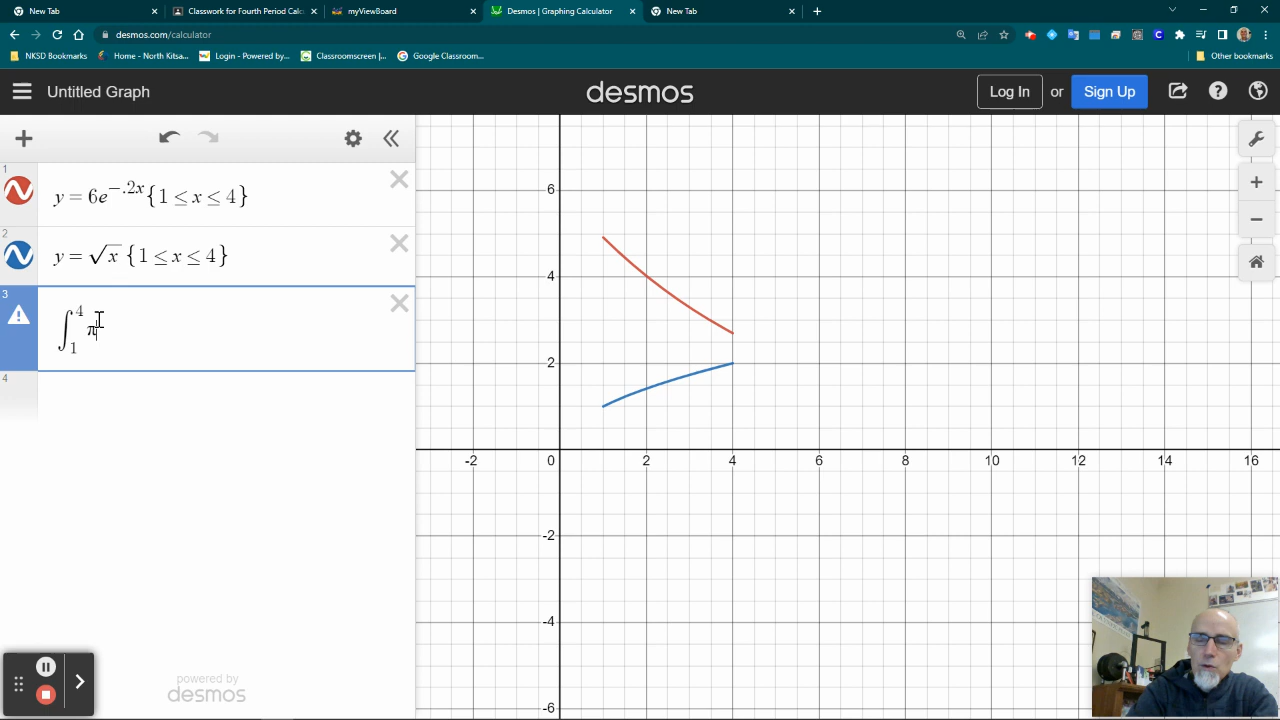 New Tab
Classwork for Fourth Period Calc
myViewBoard
Desmos | Graphing Calculator
New Tab
desmos.com/calculator
NKSD Bookmarks
Home - North Kitsa...
Login - Powered by...
Classroomscreen |...
Google Classroom...
Other bookmarks
Untitled Graph
desmos
Log In or Sign Up
1
y = 6e^{-.2x}{1 ≤ x ≤ 4}
2
y = √x {1 ≤ x ≤ 4}
3
∫_1^4 π
4
powered by
desmos
6
4
2
-2 0 2 4 6 8 10 12 14 16
-2
-4
-6